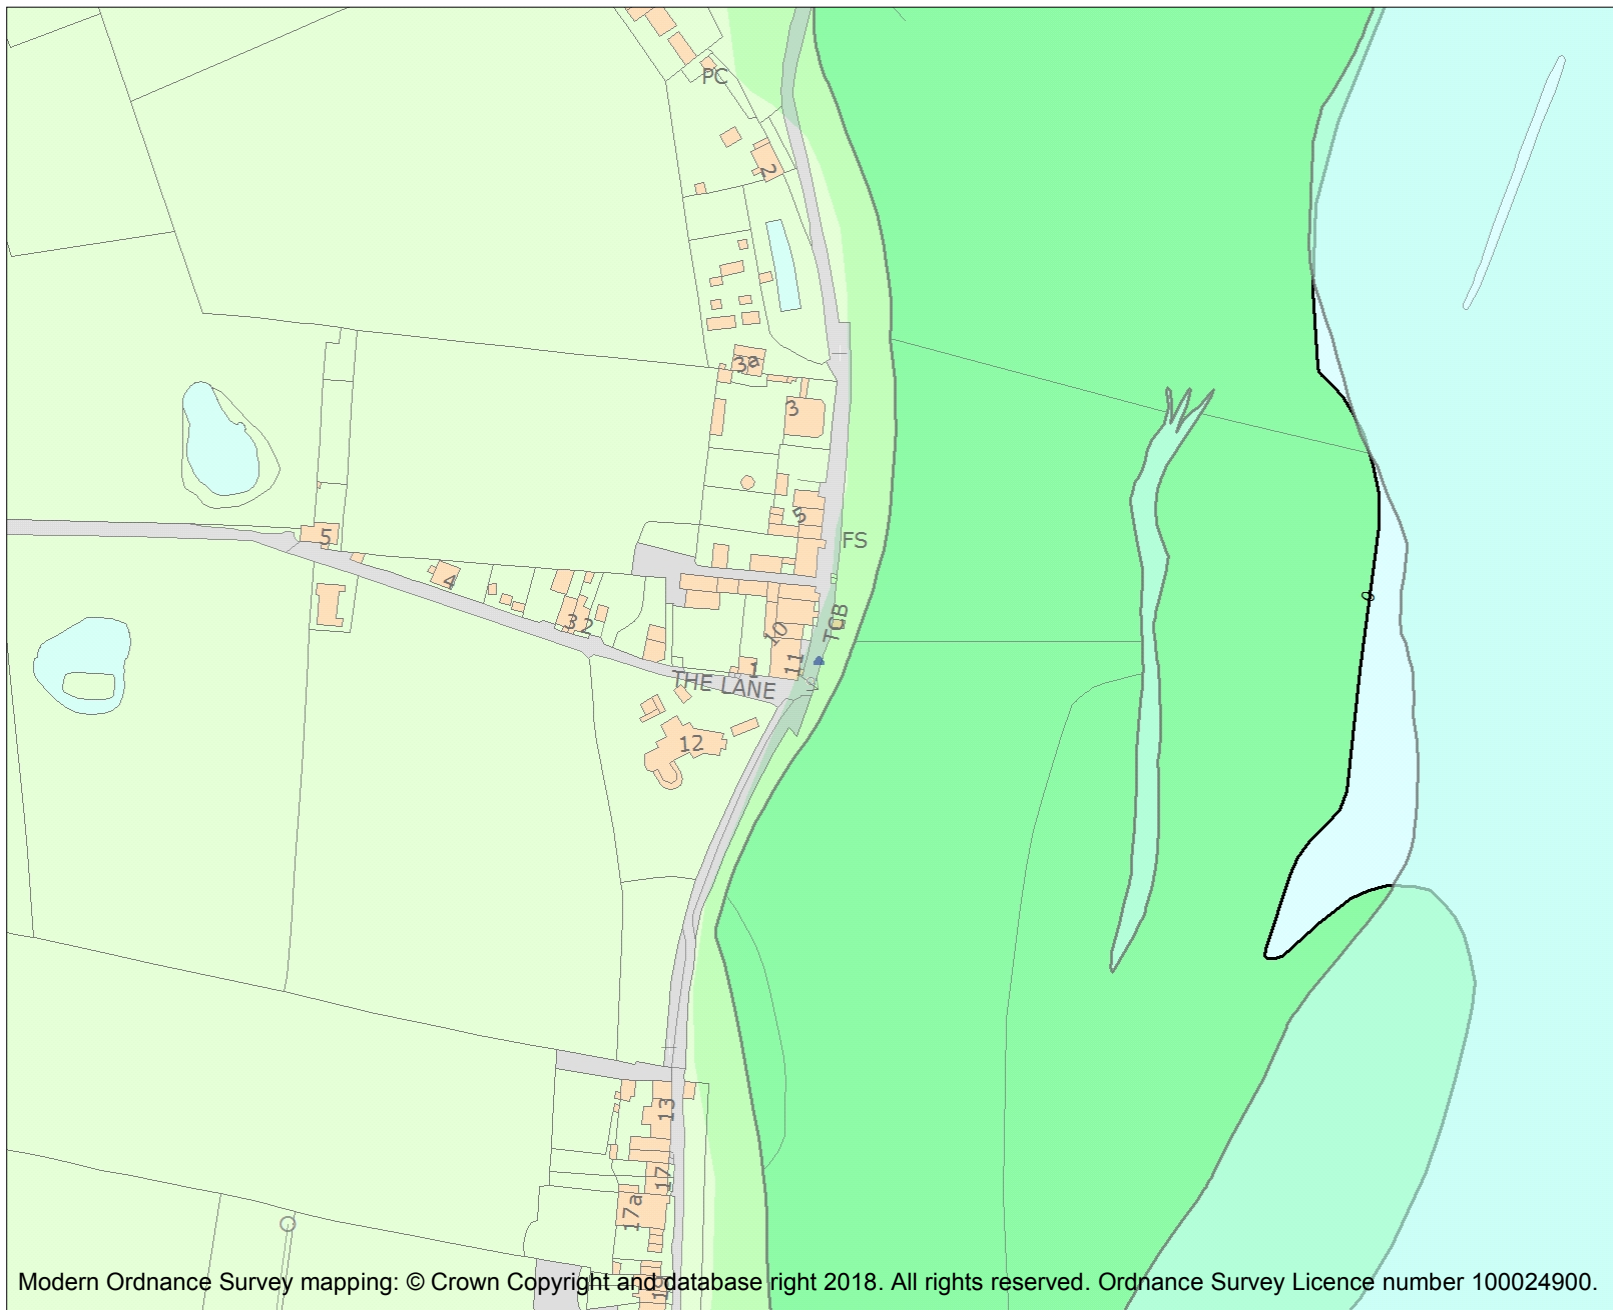 PC
2
3a
3
5
FS
5
4
3
2
10
TCB
11
1
THE LANE
12
0
13
17
17a
Modern Ordnance Survey mapping: © Crown Copyright and database right 2018. All rights reserved. Ordnance Survey Licence number 100024900.